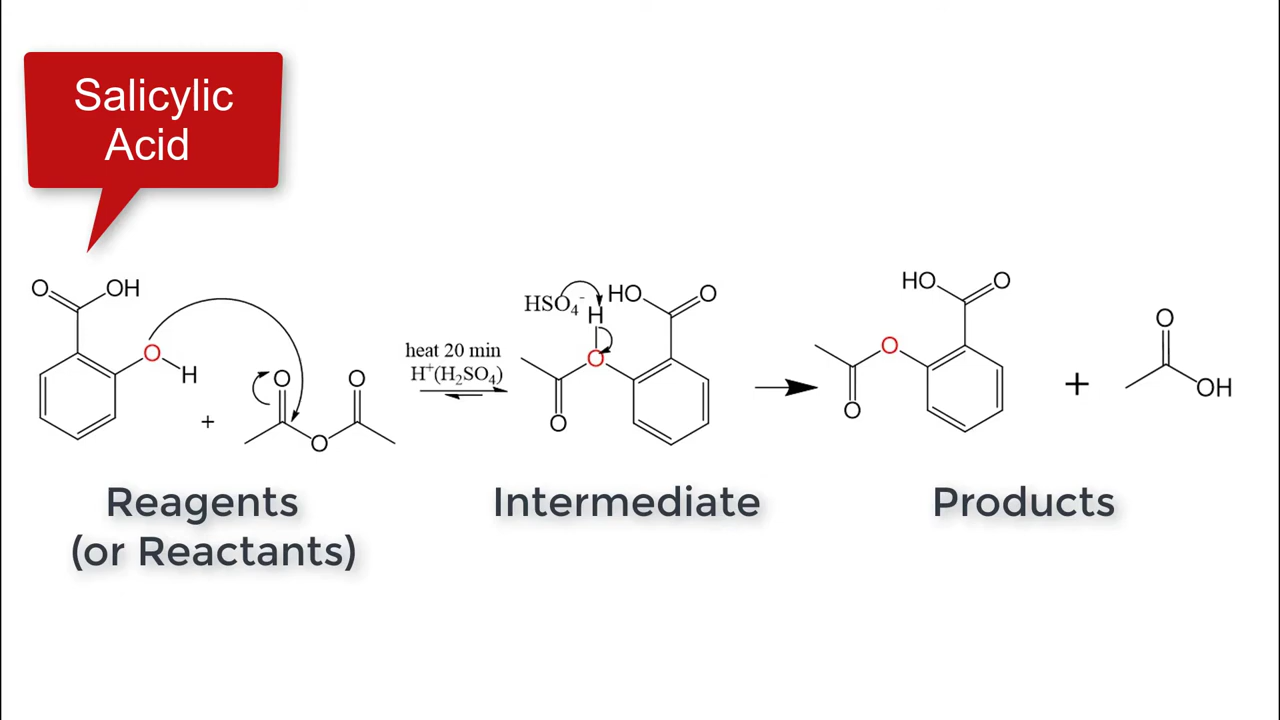 Salicylic
Acid
O
OH
O
H
+
O
O
O
heat 20 min
H⁺(H₂SO₄)
HSO₄⁻
H
HO
O
O
O
HO
O
O
O
+
O
OH
Reagents
(or Reactants)
Intermediate
Products